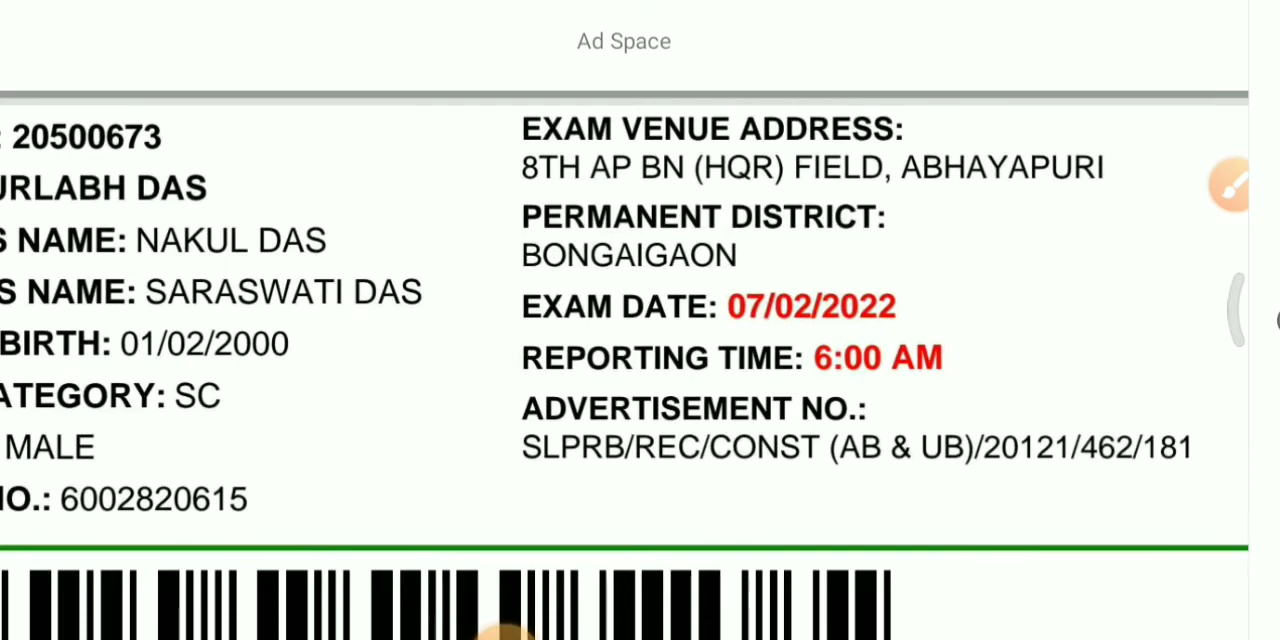 Ad Space
: 20500673
URLABH DAS
S NAME: NAKUL DAS
S NAME: SARASWATI DAS
BIRTH: 01/02/2000
ATEGORY: SC
MALE
O.: 6002820615
EXAM VENUE ADDRESS:
8TH AP BN (HQR) FIELD, ABHAYAPURI
PERMANENT DISTRICT:
BONGAIGAON
EXAM DATE: 07/02/2022
REPORTING TIME: 6:00 AM
ADVERTISEMENT NO.:
SLPRB/REC/CONST (AB & UB)/20121/462/181